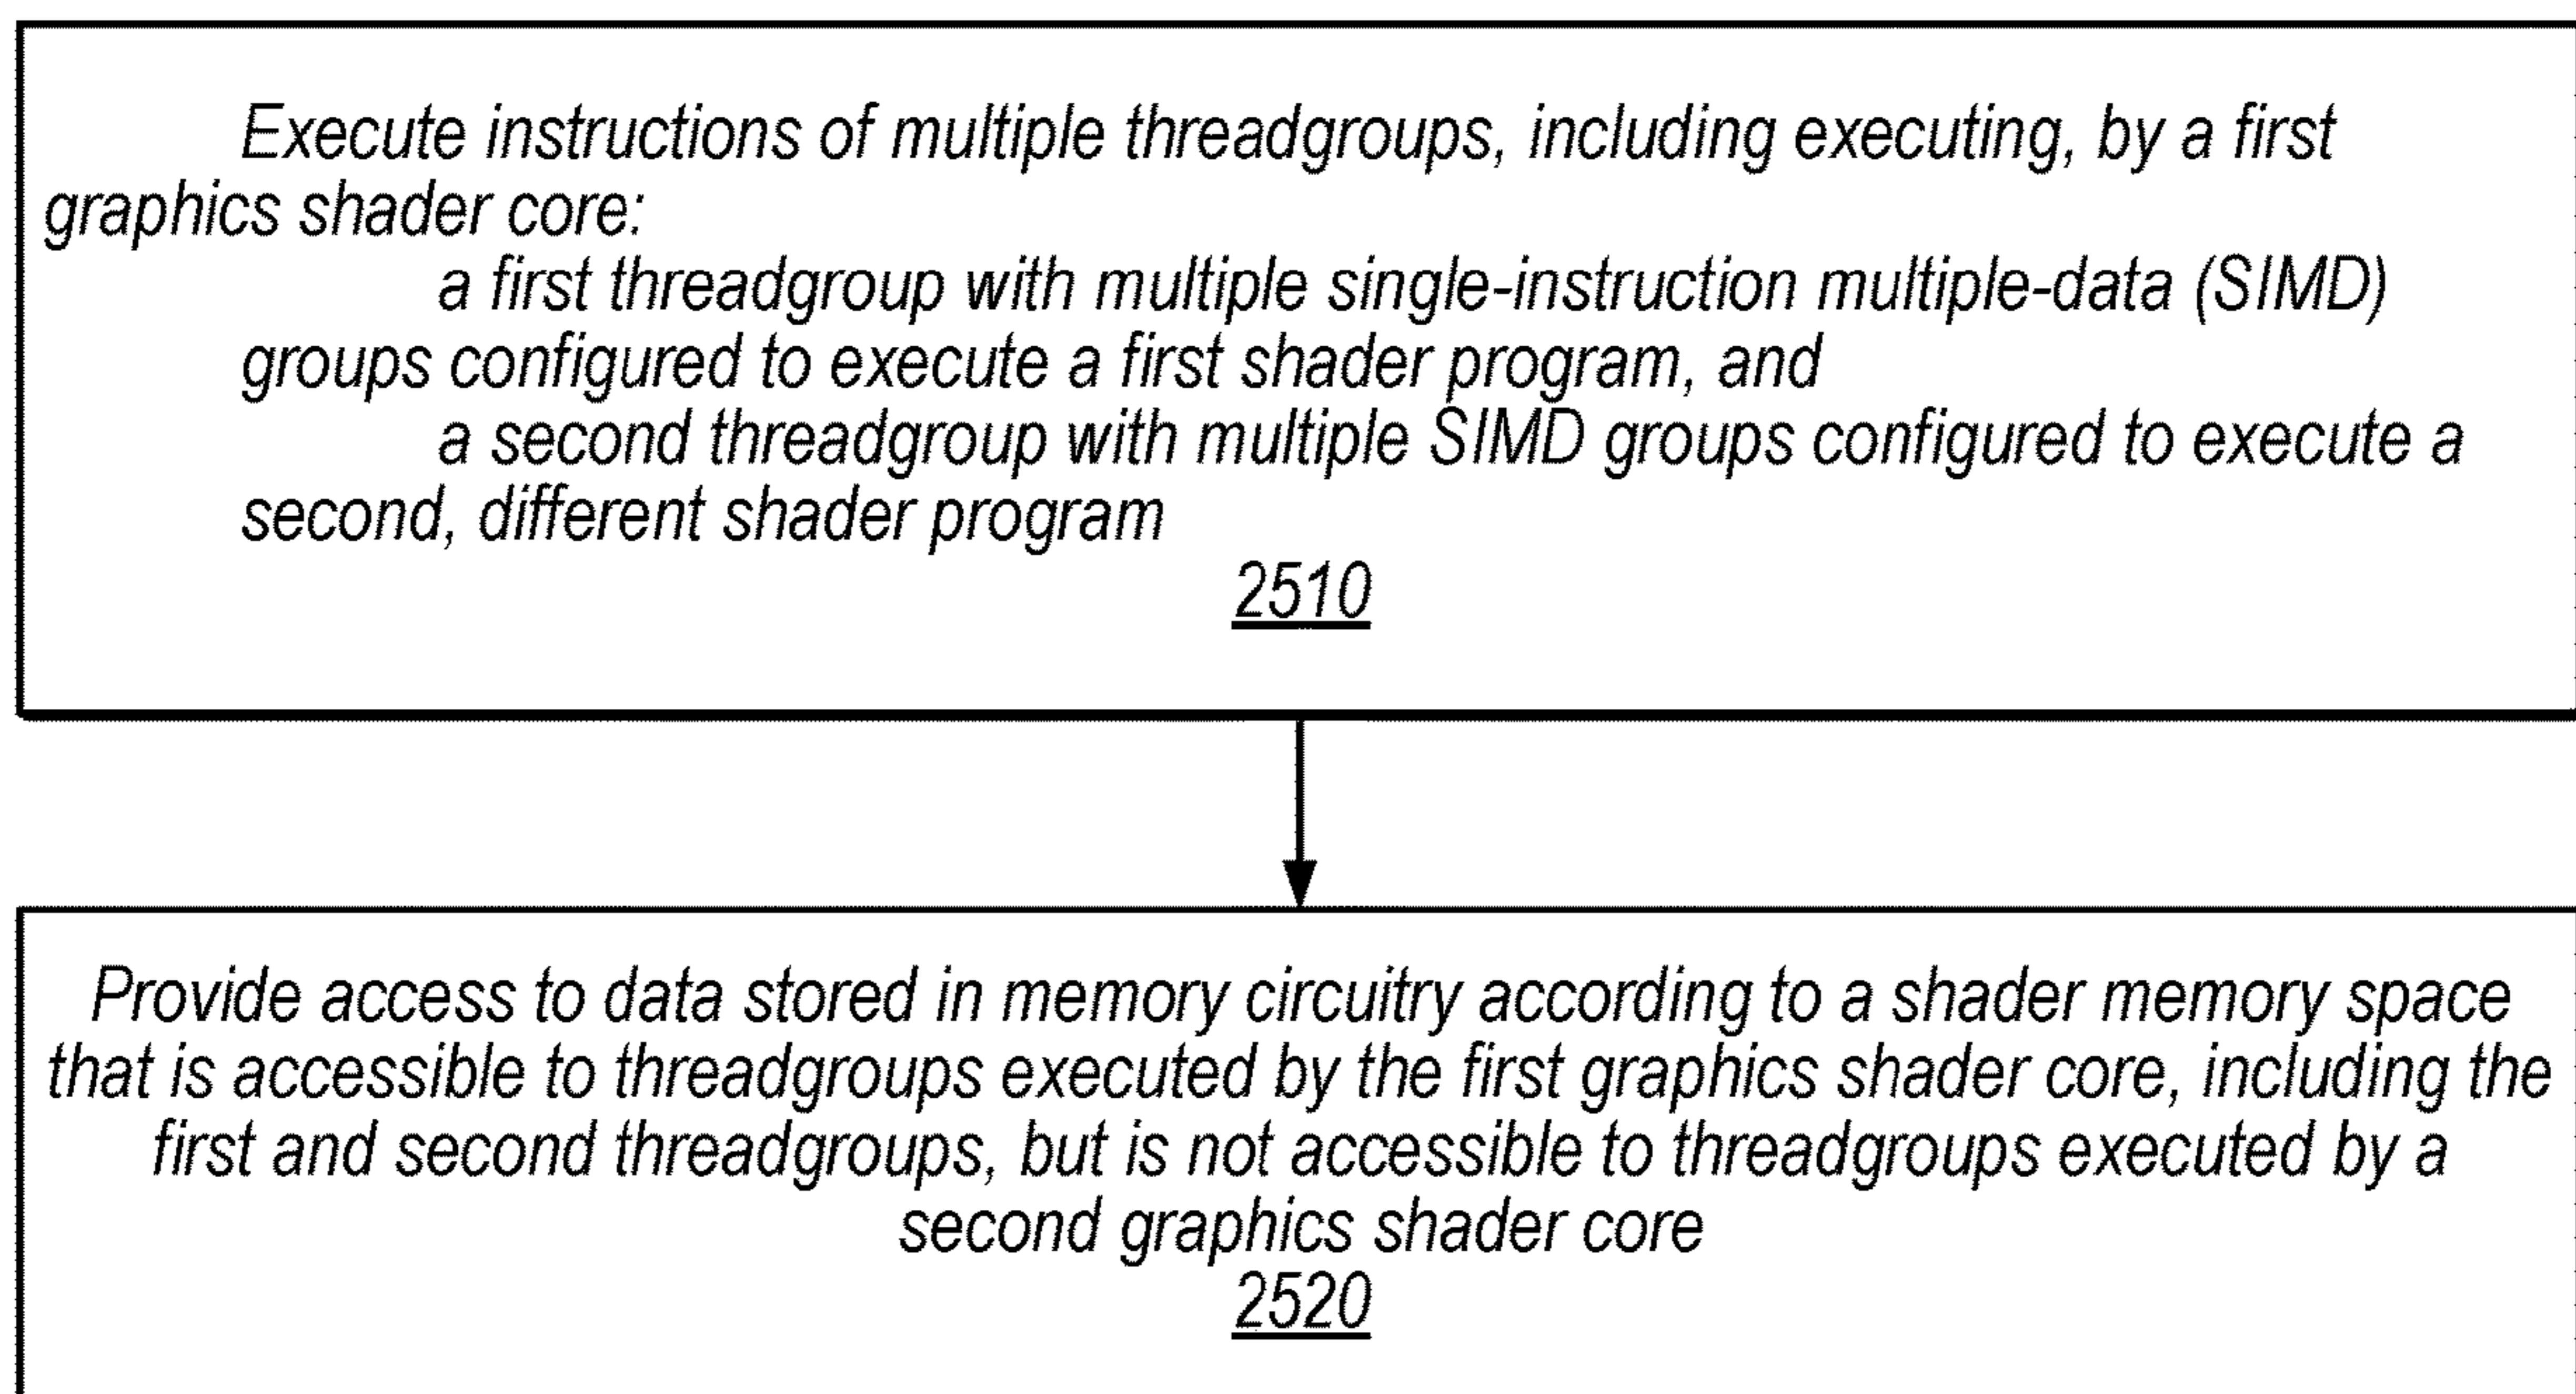 Execute instructions of multiple threadgroups, including executing, by a first
graphics shader core:
a first threadgroup with multiple single-instruction multiple-data (SIMD)
groups configured to execute a first shader program, and
a second threadgroup with multiple SIMD groups configured to execute a
second, different shader program
2510
Provide access to data stored in memory circuitry according to a shader memory space
that is accessible to threadgroups executed by the first graphics shader core, including the
first and second threadgroups, but is not accessible to threadgroups executed by a
second graphics shader core
2520